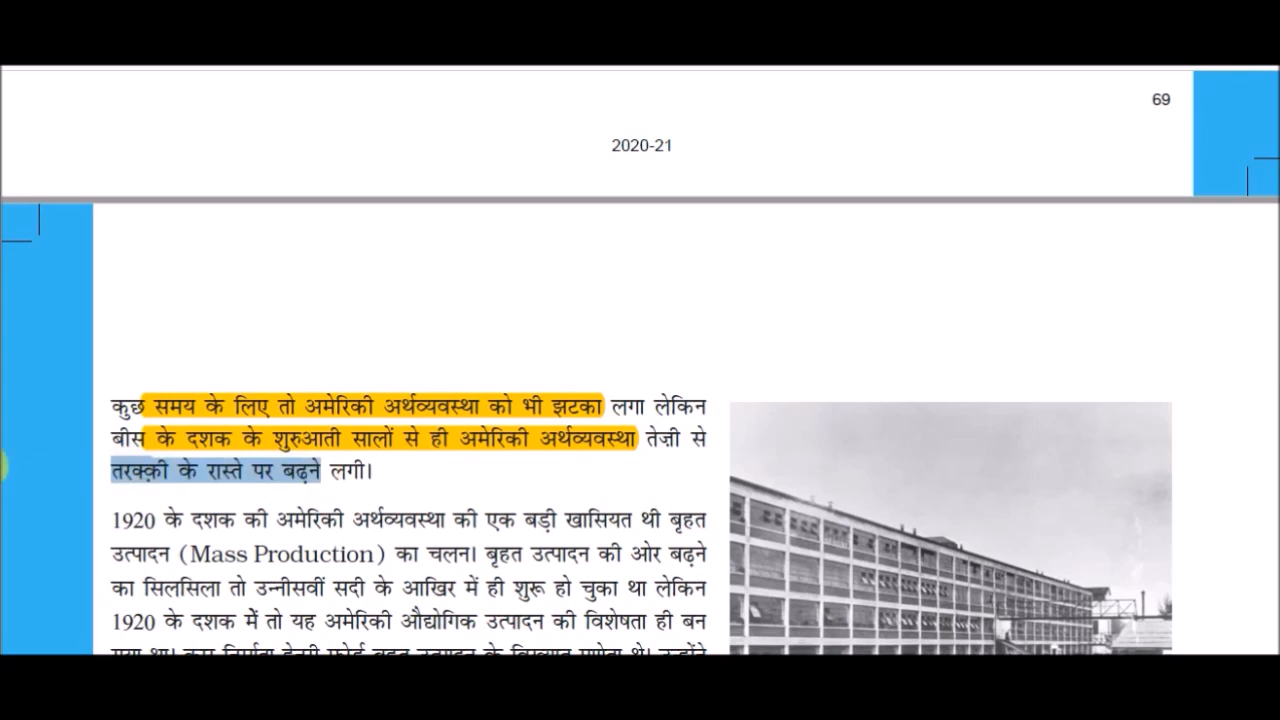 69
2020-21
कुछ समय के लिए तो अमेरिकी अर्थव्यवस्था को भी झटका लगा लेकिन
बीस के दशक के शुरुआती सालों से ही अमेरिकी अर्थव्यवस्था तेज़ी से
तरक़्क़ी के रास्ते पर बढ़ने लगी।
1920 के दशक की अमेरिकी अर्थव्यवस्था की एक बड़ी खासियत थी बृहत
उत्पादन (Mass Production) का चलन। बृहत उत्पादन की ओर बढ़ने
का सिलसिला तो उन्नीसवीं सदी के आखिर में ही शुरू हो चुका था लेकिन
1920 के दशक में तो यह अमेरिकी औद्योगिक उत्पादन की विशेषता ही बन